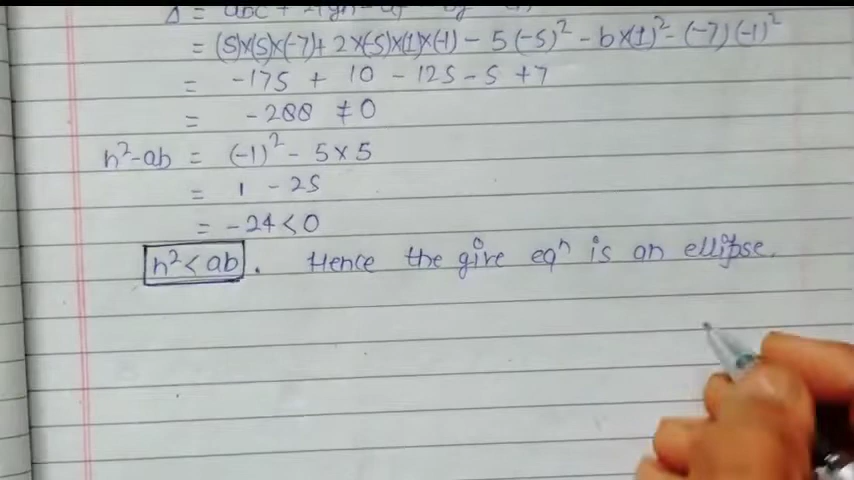 Δ = abc +
= (5)×(5)×(-7)+ 2×(-5)×(1)×(-1) - 5(-5)² - b×(1)² - (-7)(-1)²
= -175 + 10 - 125 - 5 + 7
= -288 ≠ 0
h²-ab = (-1)² - 5×5
= 1 - 25
= -24 < 0
h² < ab . Hence the give eqⁿ is an ellipse.